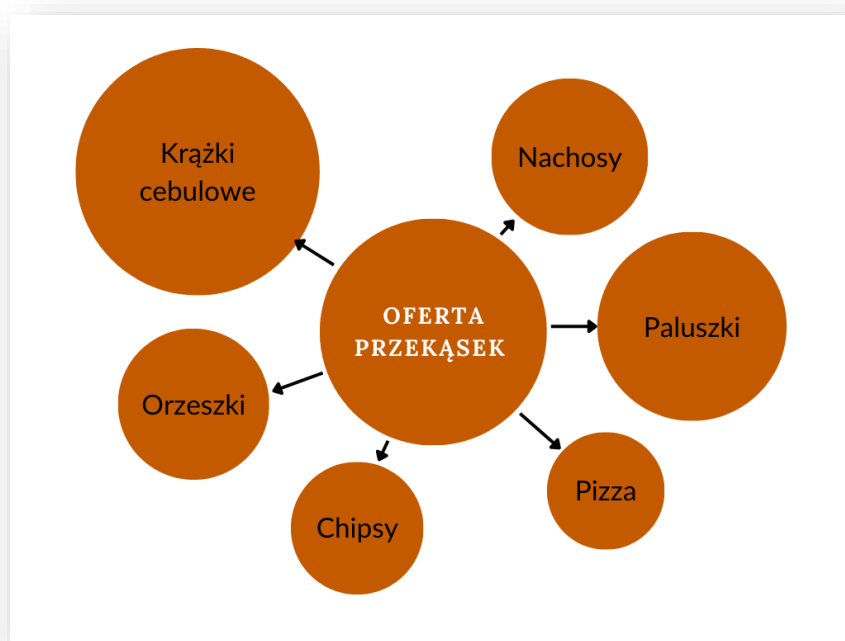 Krążki
cebulowe
Nachosy
OFERTA
PRZEKĄSEK
Paluszki
Orzeszki
Pizza
Chipsy